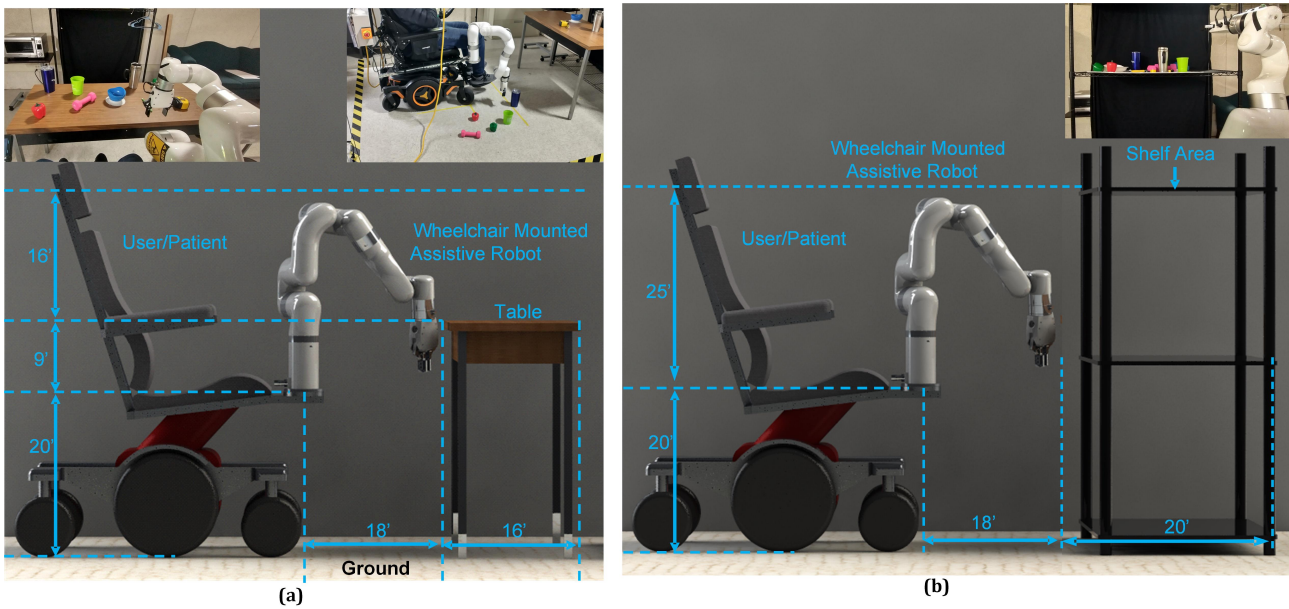 User/Patient
Wheelchair Mounted
Assistive Robot
16’
Table
9’
20’
18’
16’
Ground
(a)
Wheelchair Mounted
Assistive Robot
Shelf Area
User/Patient
25’
20’
18’
20’
(b)